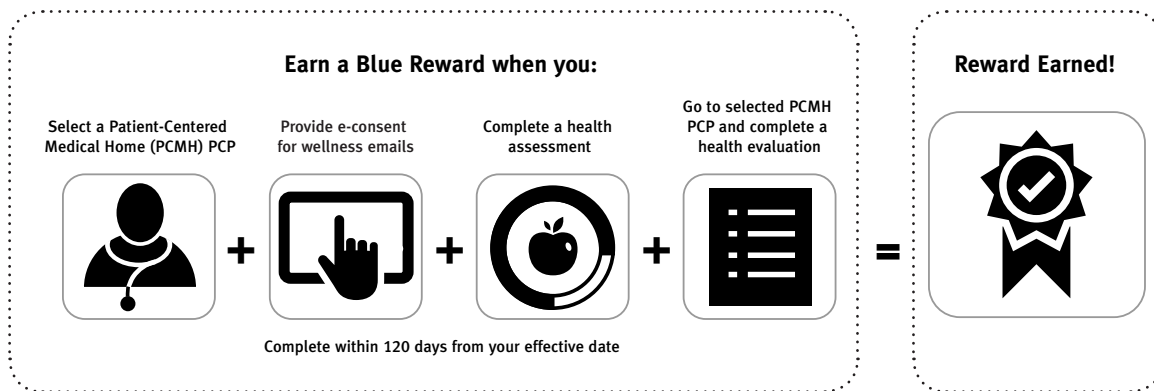 Earn a Blue Reward when you:
Reward Earned!
Select a Patient-Centered
Medical Home (PCMH) PCP
Provide e-consent
for wellness emails
Complete a health
assessment
Go to selected PCMH
PCP and complete a
health evaluation
+
+
+
=
Complete within 120 days from your effective date